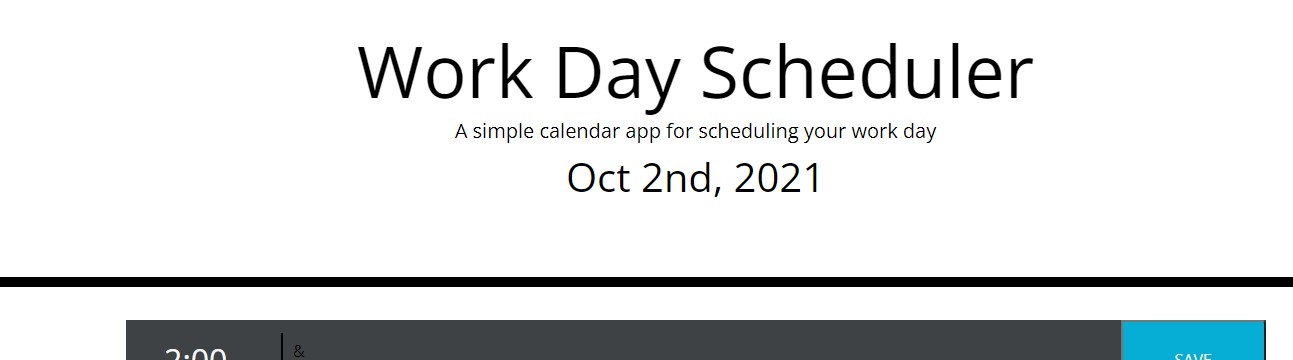 Work Day Scheduler
A simple calendar app for scheduling your work day
Oct 2nd, 2021
2:00
&
SAVE